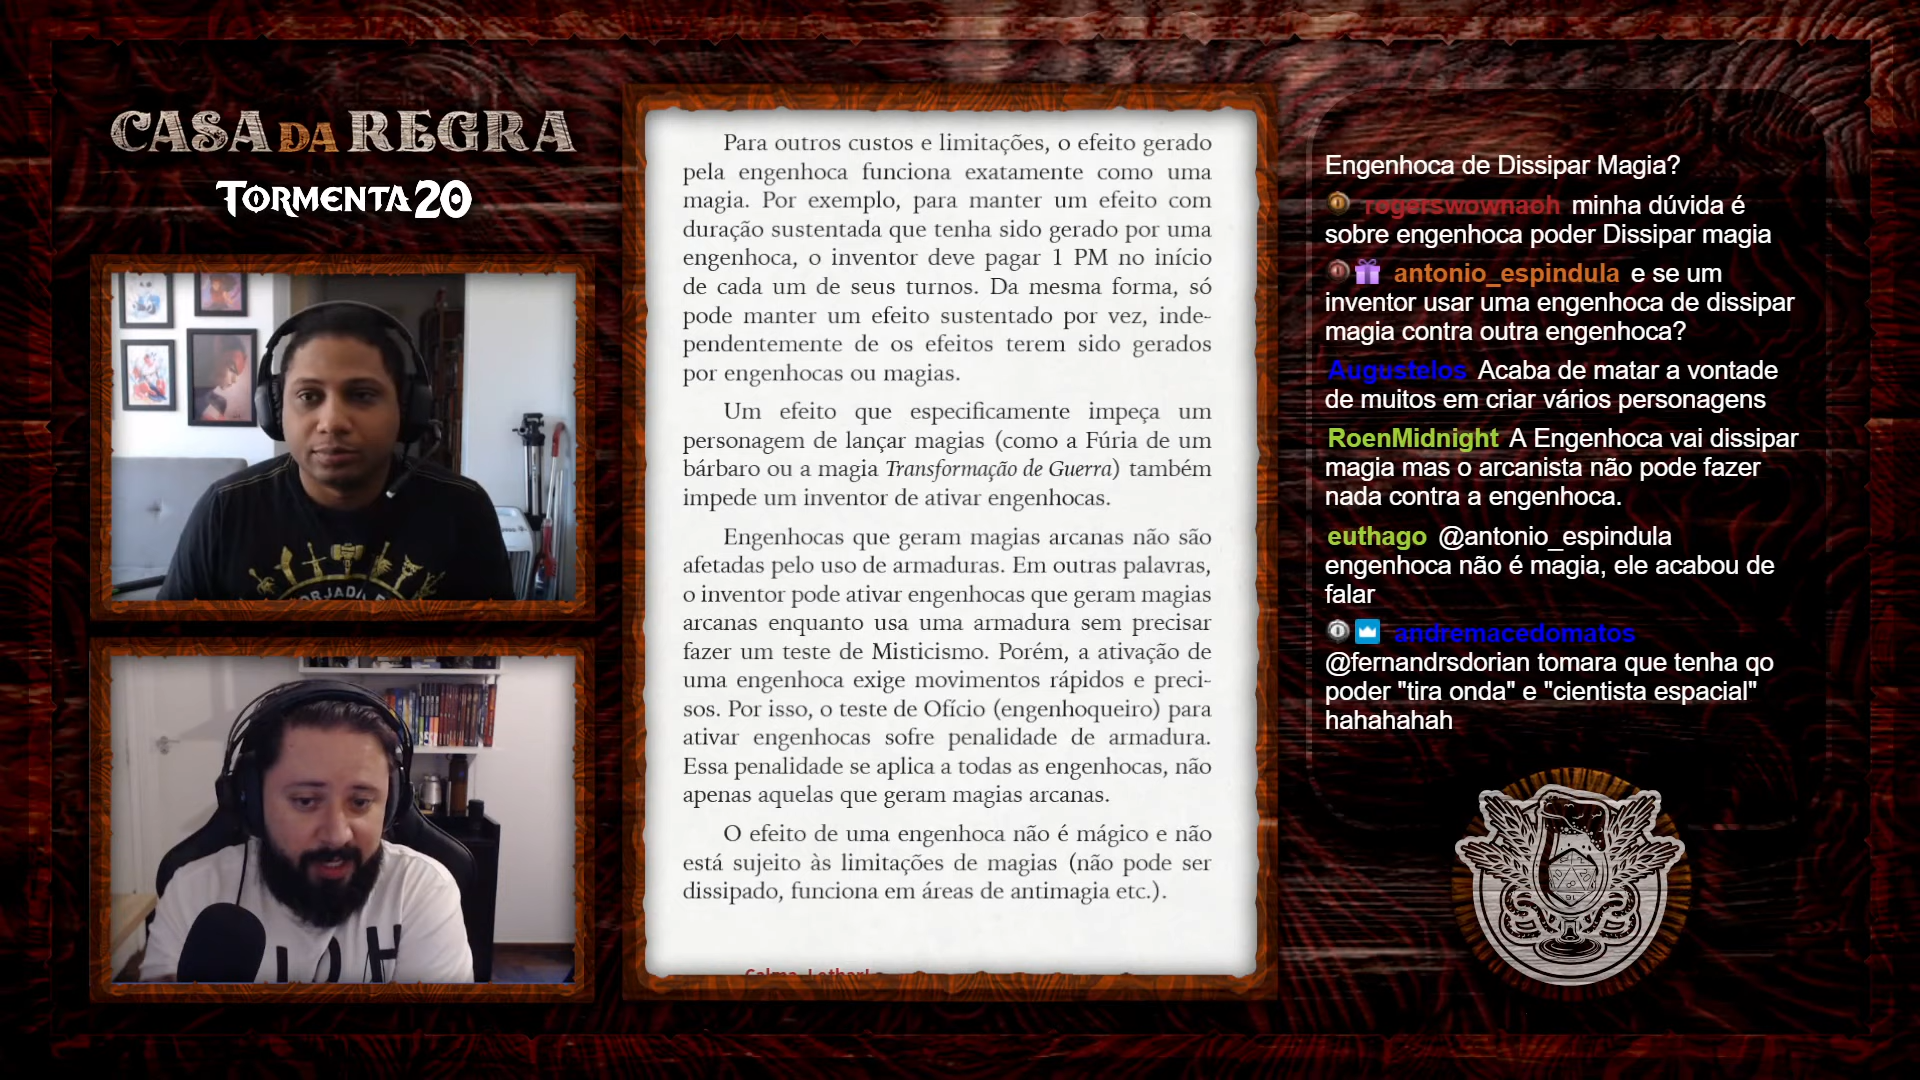 CASA DA REGRA
TORMENTA20
Para outros custos e limitações, o efeito gerado
pela engenhoca funciona exatamente como uma
magia. Por exemplo, para manter um efeito com
duração sustentada que tenha sido gerado por uma
engenhoca, o inventor deve pagar 1 PM no início
de cada um de seus turnos. Da mesma forma, só
pode manter um efeito sustentado por vez, inde-
pendentemente de os efeitos terem sido gerados
por engenhocas ou magias.
Um efeito que especificamente impeça um
personagem de lançar magias (como a Fúria de um
bárbaro ou a magia Transformação de Guerra) também
impede um inventor de ativar engenhocas.
Engenhocas que geram magias arcanas não são
afetadas pelo uso de armaduras. Em outras palavras,
o inventor pode ativar engenhocas que geram magias
arcanas enquanto usa uma armadura sem precisar
fazer um teste de Misticismo. Porém, a ativação de
uma engenhoca exige movimentos rápidos e preci-
sos. Por isso, o teste de Ofício (engenhoqueiro) para
ativar engenhocas sofre penalidade de armadura.
Essa penalidade se aplica a todas as engenhocas, não
apenas aquelas que geram magias arcanas.
O efeito de uma engenhoca não é mágico e não
está sujeito às limitações de magias (não pode ser
dissipado, funciona em áreas de antimagia etc.).
Engenhoca de Dissipar Magia?
rogerswownaoh minha dúvida é
sobre engenhoca poder Dissipar magia
antonio_espindula e se um
inventor usar uma engenhoca de dissipar
magia contra outra engenhoca?
Augustelos Acaba de matar a vontade
de muitos em criar vários personagens
RoenMidnight A Engenhoca vai dissipar
magia mas o arcanista não pode fazer
nada contra a engenhoca.
euthago @antonio_espindula
engenhoca não é magia, ele acabou de
falar
andremacedomatos
@fernandrsdorian tomara que tenha qo
poder "tira onda" e "cientista espacial"
hahahahah